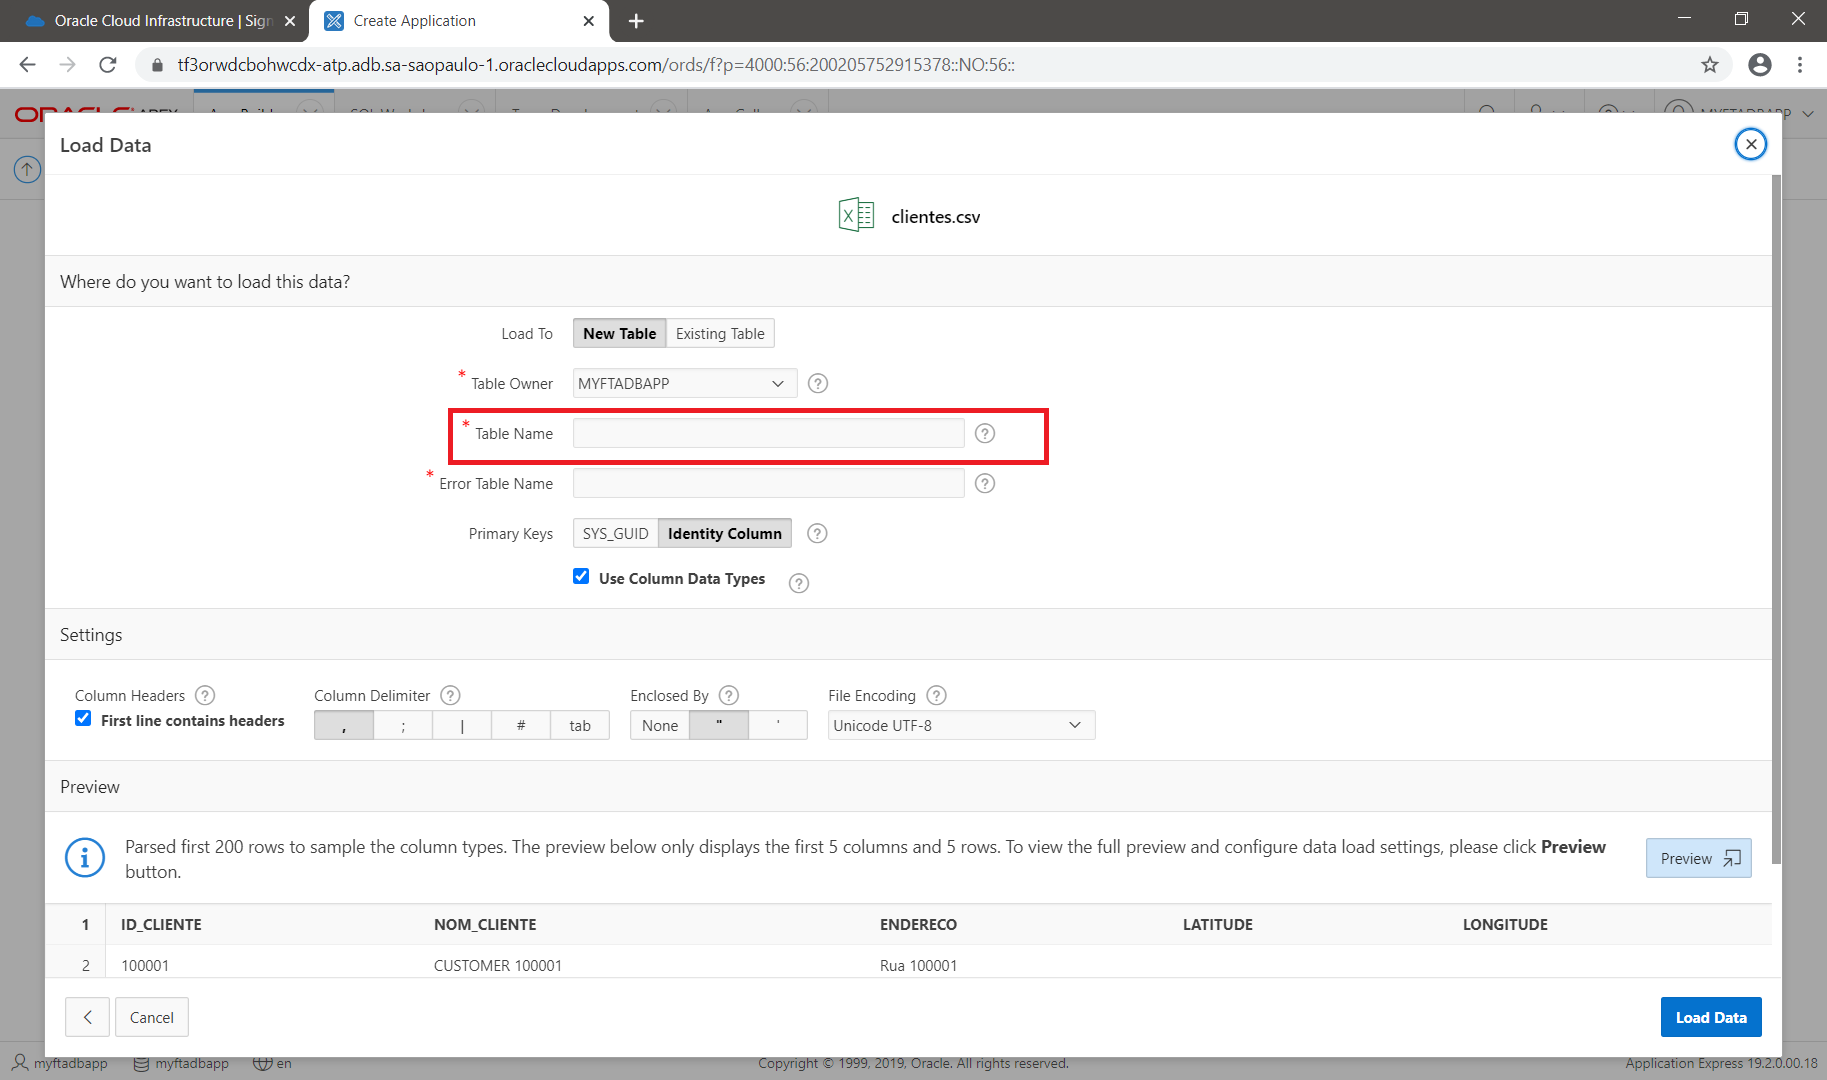 Oracle Cloud Infrastructure | Sign
Create Application
tf3orwdcbohwcdx-atp.adb.sa-saopaulo-1.oraclecloudapps.com/ords/f?p=4000:56:200205752915378::NO:56::
Load Data
clientes.csv
Where do you want to load this data?
Load To New Table Existing Table
* Table Owner MYFTADBAPP ?
* Table Name ?
* Error Table Name ?
Primary Keys SYS_GUID Identity Column ?
Use Column Data Types ?
Settings
Column Headers ? Column Delimiter ? Enclosed By ? File Encoding ?
First line contains headers , ; | # tab None " ' Unicode UTF-8
Preview
Parsed first 200 rows to sample the column types. The preview below only displays the first 5 columns and 5 rows. To view the full preview and configure data load settings, please click Preview
button.
Preview
1 ID_CLIENTE NOM_CLIENTE ENDERECO LATITUDE LONGITUDE
2 100001 CUSTOMER 100001 Rua 100001
Cancel Load Data
myftadbapp myftadbapp en Copyright © 1999, 2019, Oracle. All rights reserved. Application Express 19.2.0.00.18